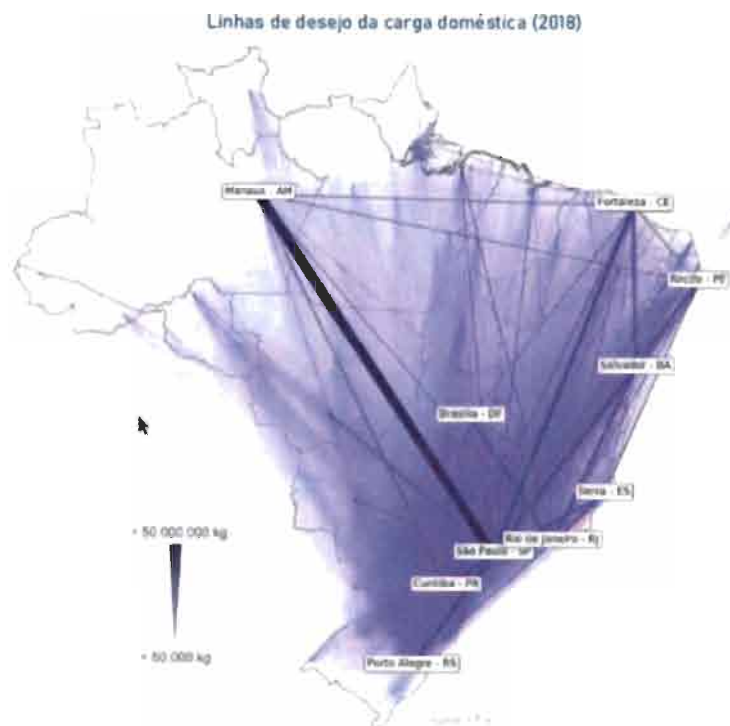 Linhas de desejo da carga doméstica (2018)
Manaus - AM
Fortaleza - CE
Recife - PE
Salvador - BA
Brasília - DF
Serra - ES
Rio de Janeiro - RJ
São Paulo - SP
Curitiba - PR
Porto Alegre - RS
+ 50 000 000 kg
+ 50 000 kg